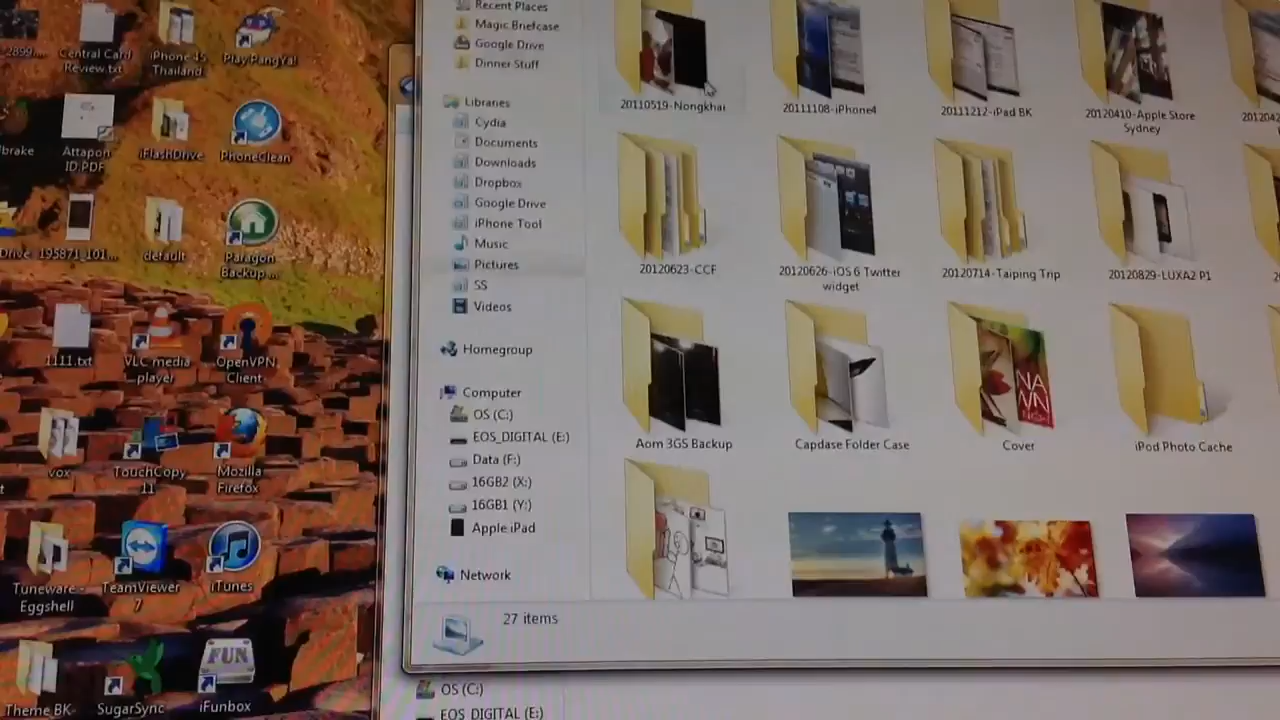 Central Card
Review.txt
iPhone 4S
Thailand
PlayPangYa!
Attapon
ID.PDF
iFlashDrive
PhoneClean
195871_101...
default
Paragon
Backup ...
1111.txt
VLC media
player
OpenVPN
Client
vox
TouchCopy
11
Mozilla
Firefox
Tuneware -
Eggshell
TeamViewer
7
iTunes
Theme BK-
SugarSync
FUN
iFunbox
Recent Places
Magic Briefcase
Google Drive
Dinner Stuff
Libraries
Cydia
Documents
Downloads
Dropbox
Google Drive
iPhone Tool
Music
Pictures
SS
Videos
Homegroup
Computer
OS (C:)
EOS_DIGITAL (E:)
Data (F:)
16GB2 (X:)
16GB1 (Y:)
Apple iPad
Network
20110519-Nongkhai
20111108-iPhone4
20111212-iPad BK
20120410-Apple Store
Sydney
20120623-CCF
20120626-iOS 6 Twitter
widget
20120714-Taiping Trip
20120829-LUXA2 P1
Aom 3GS Backup
Capdase Folder Case
NA
VN
Cover
iPod Photo Cache
27 items
OS (C:)
EOS_DIGITAL (E:)